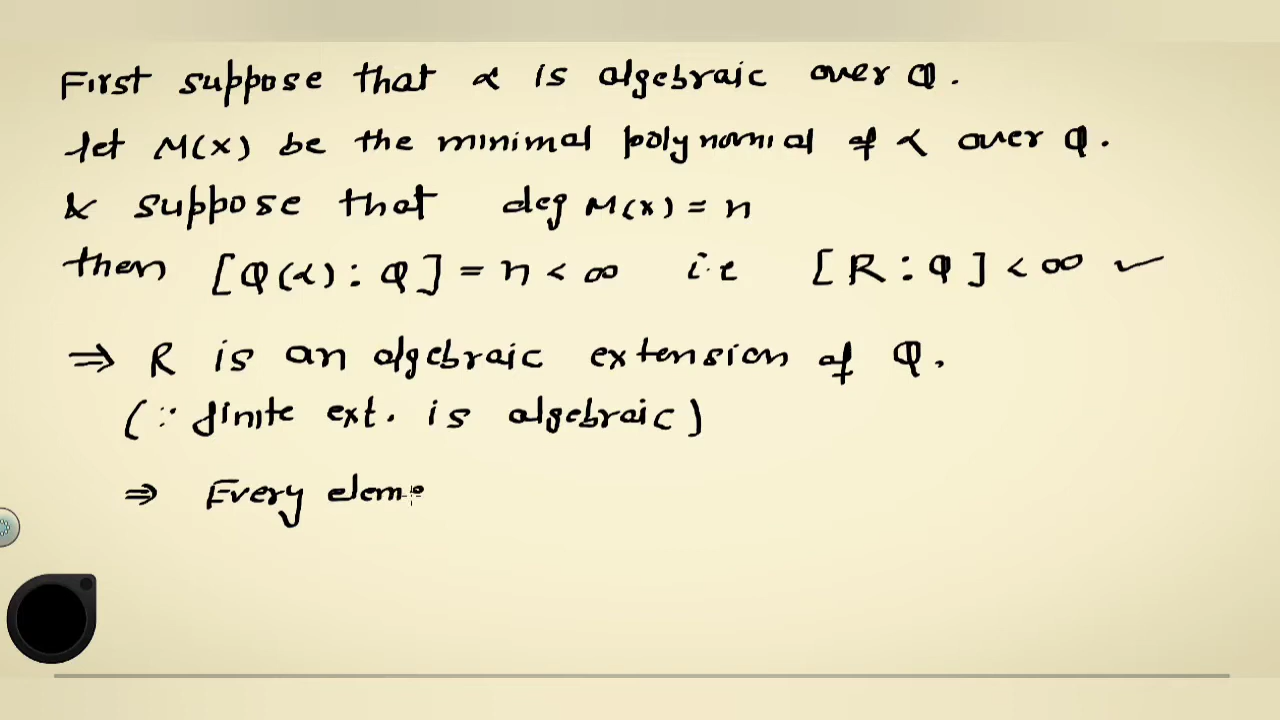 First suppose that α is algebraic over Q.
let M(x) be the minimal polynomial of α over Q.
& suppose that deg M(x) = n
then [Q(α) : Q] = n < ∞ i.e [R : Q] < ∞ ✓
⇒ R is an algebraic extension of Q.
(∵ finite ext. is algebraic)
⇒ Every eleme